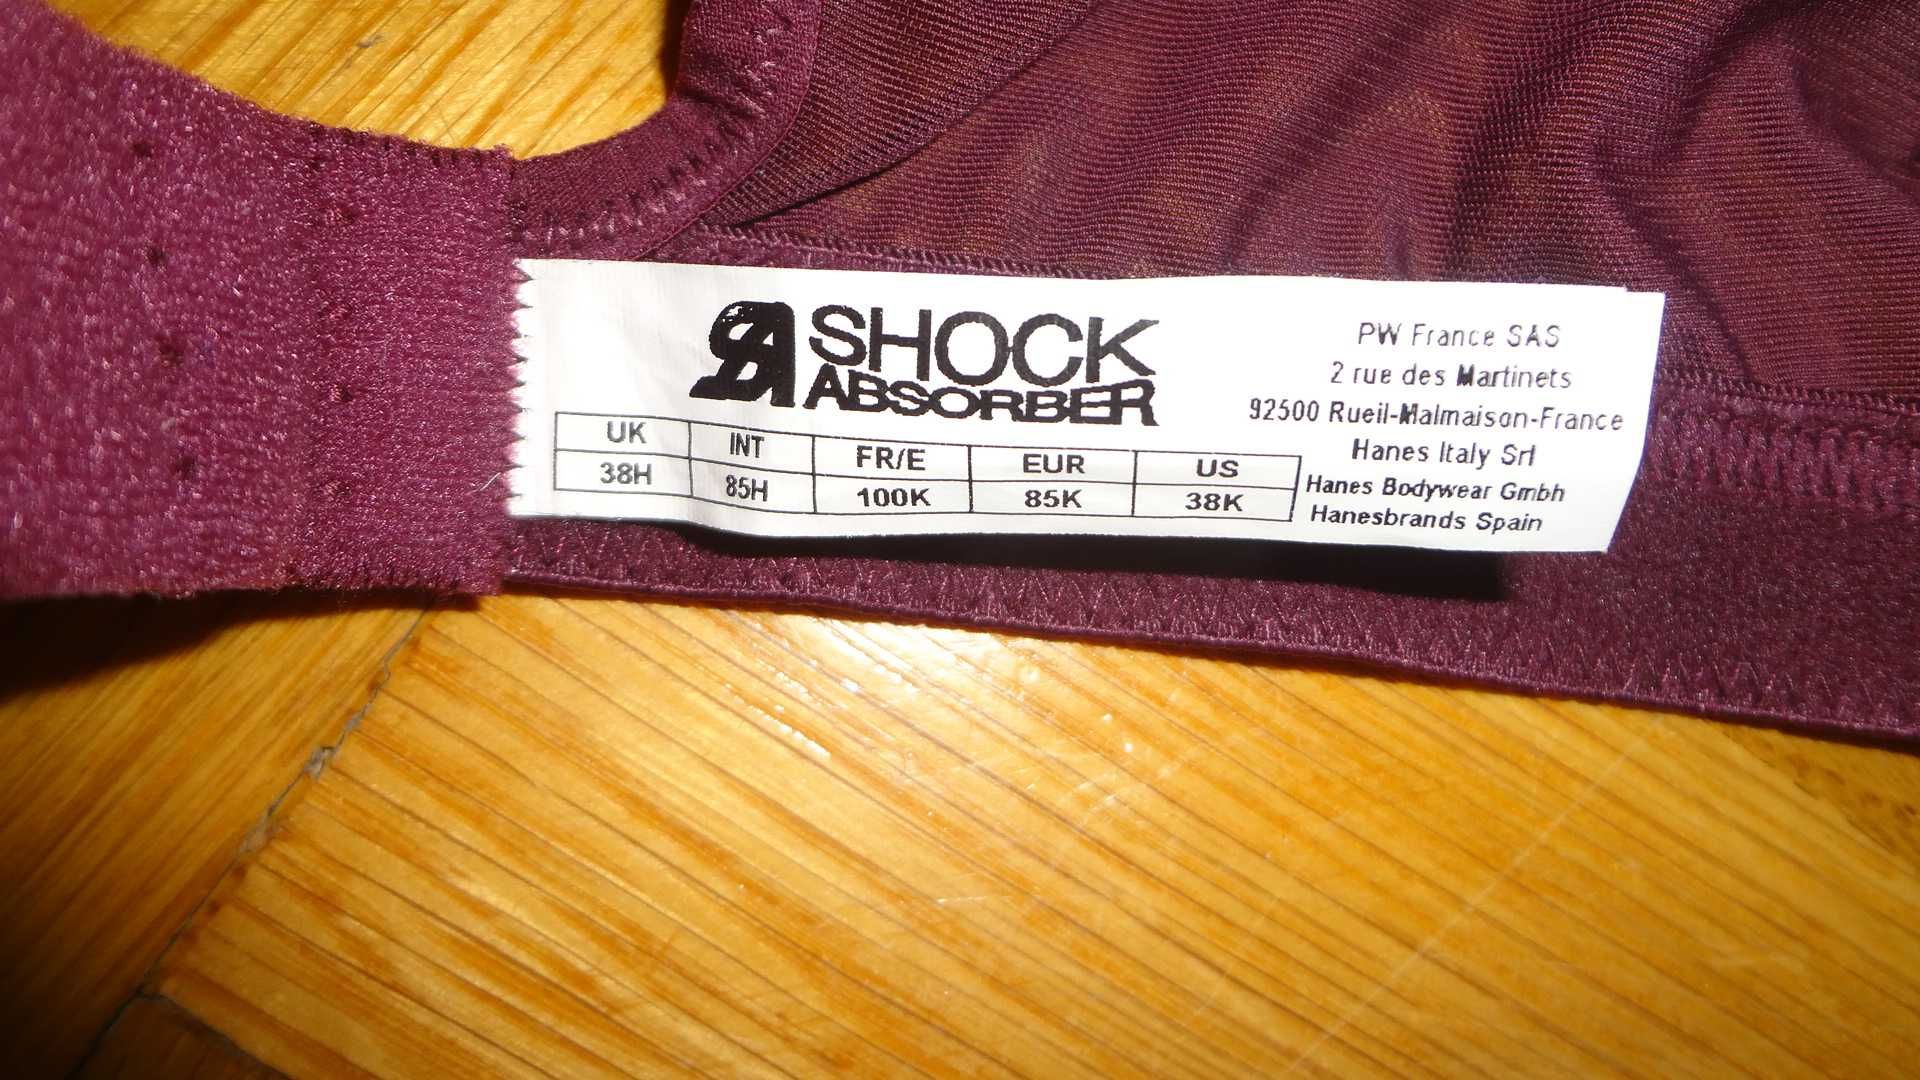 SHOCK
ABSORBER
UK INT FR/E EUR US
38H 85H 100K 85K 38K
PW France SAS
2 rue des Martinets
92500 Rueil-Malmaison-France
Hanes Italy Srl
Hanes Bodywear Gmbh
Hanesbrands Spain